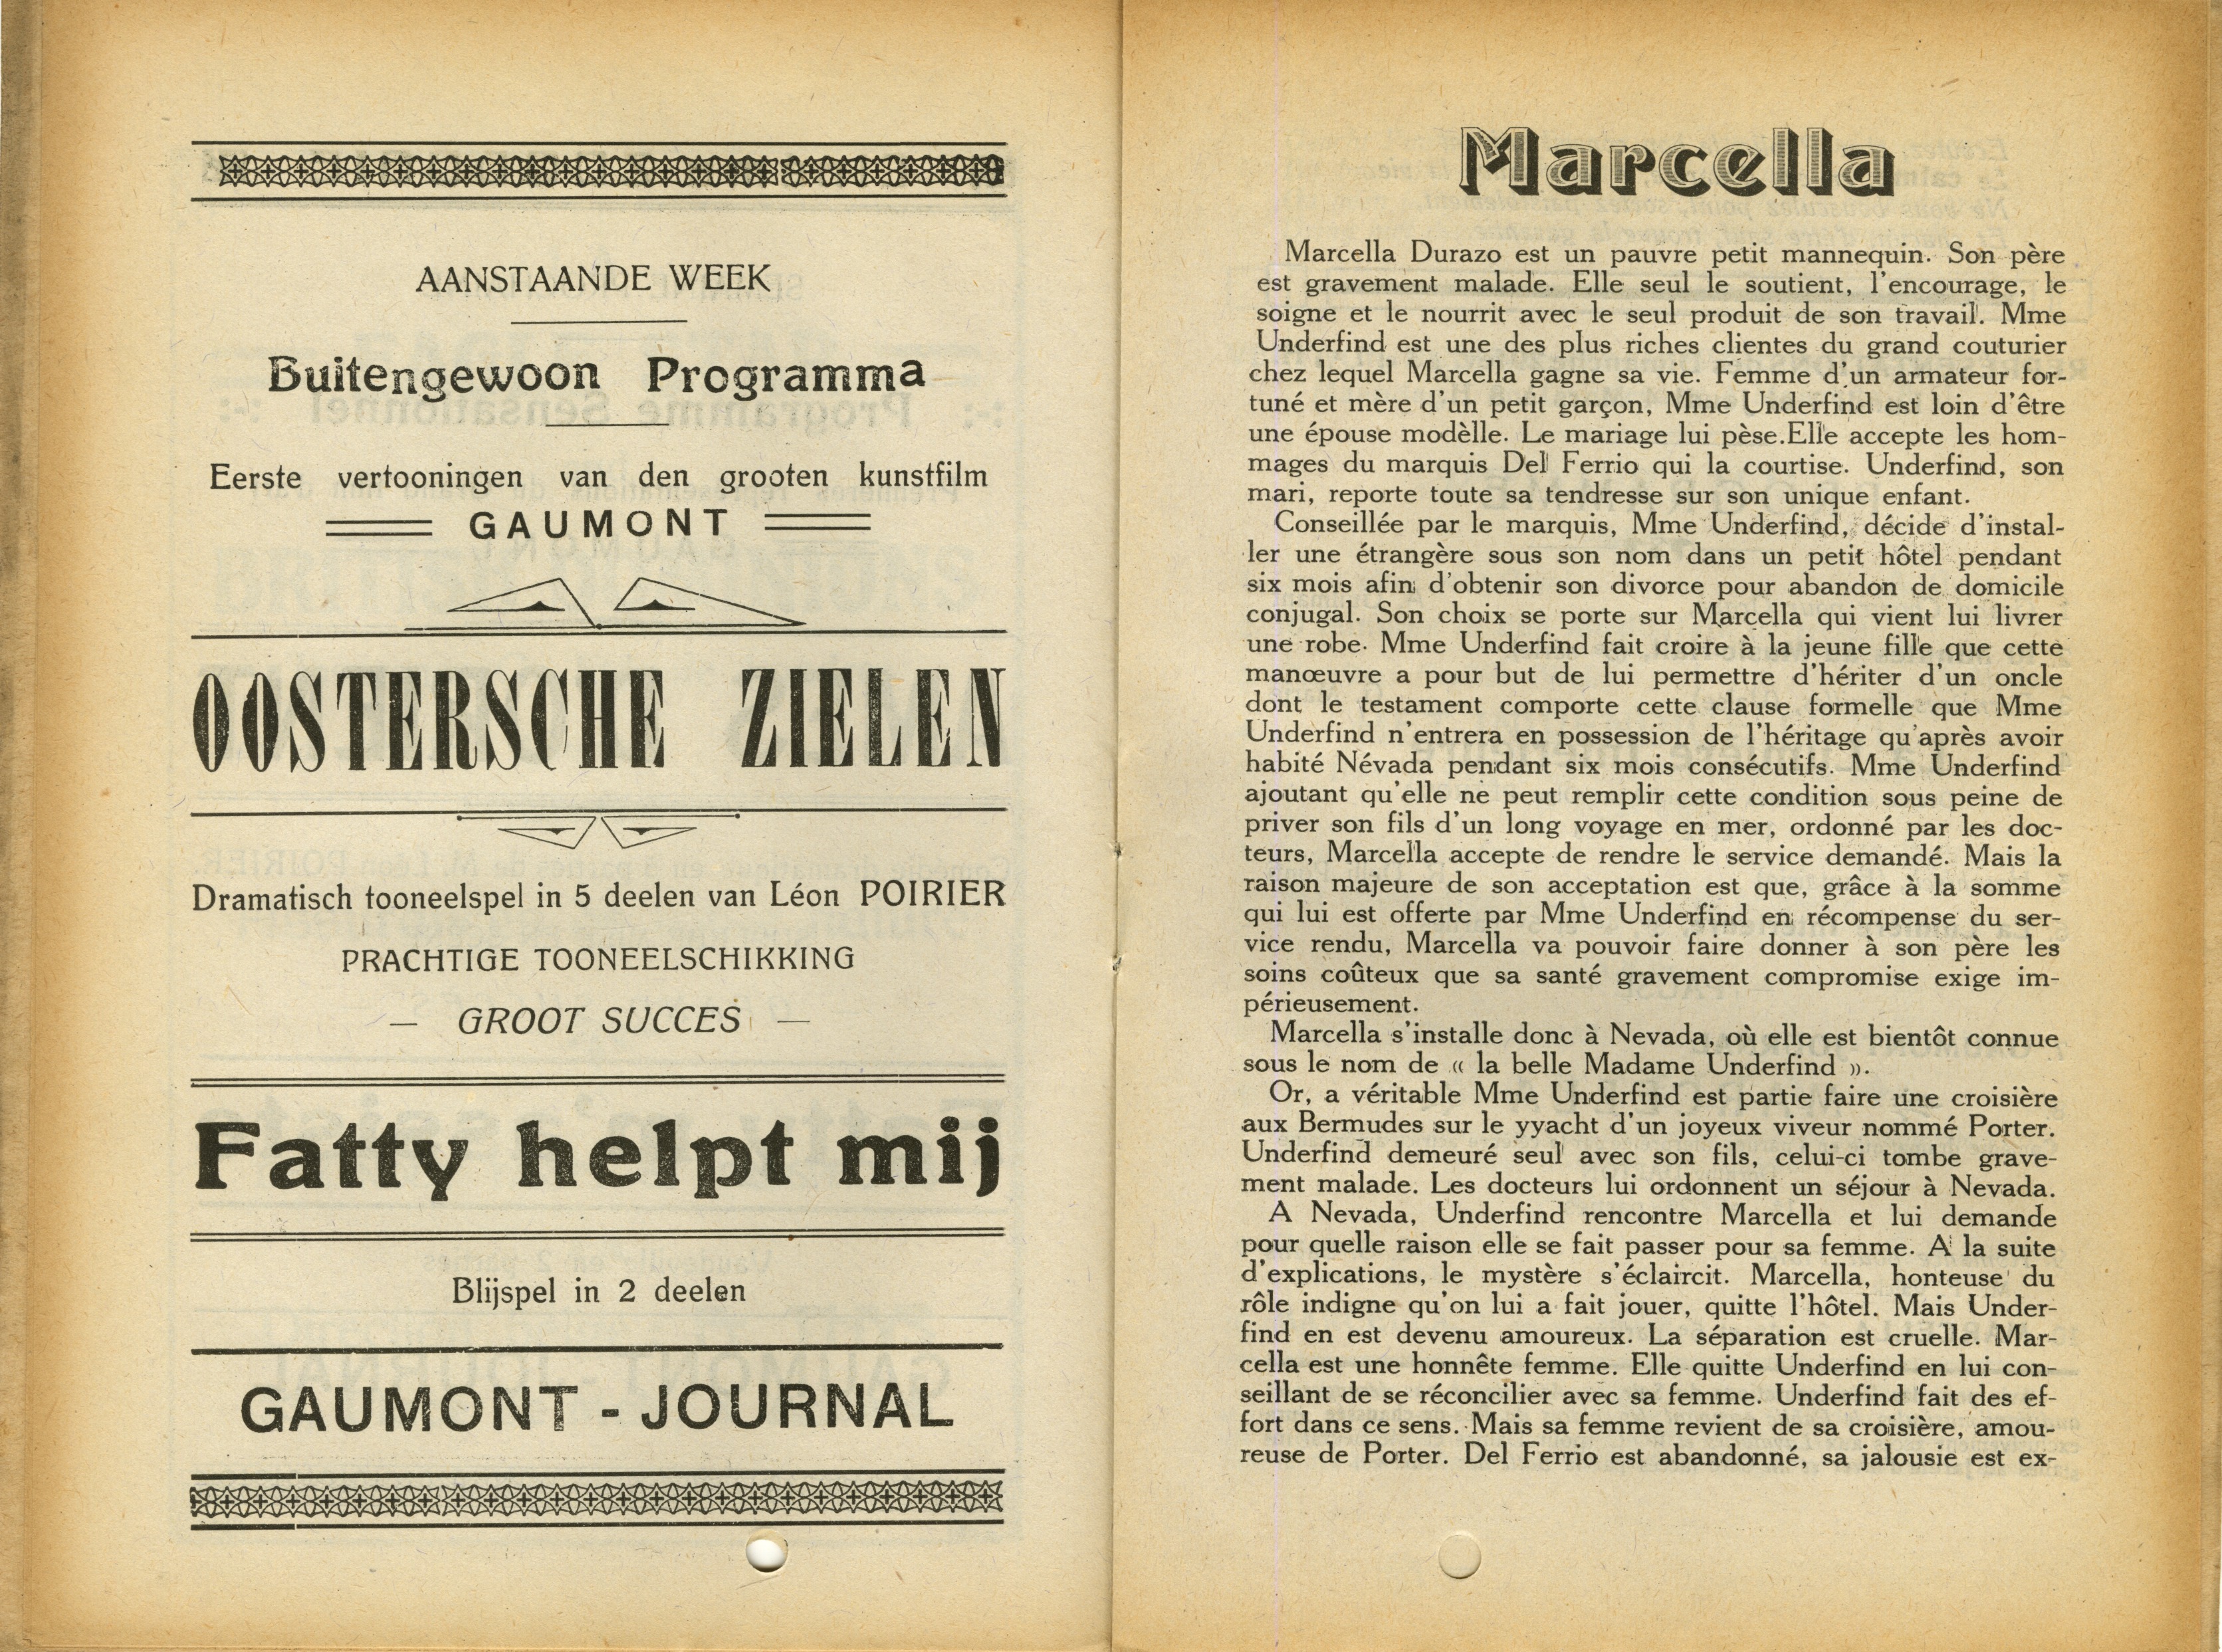 AANSTAANDE WEEK
Buitengewoon Programma
Eerste vertooningen van den grooten kunstfilm
GAUMONT
OOSTERSCHE ZIELEN
Dramatisch tooneelspel in 5 deelen van Léon POIRIER
PRACHTIGE TOONEELSCHIKKING
— GROOT SUCCES —
Fatty helpt mij
Blijspel in 2 deelen
GAUMONT - JOURNAL
Marcella
Marcella Durazo est un pauvre petit mannequin. Son père
est gravement malade. Elle seul le soutient, l'encourage, le
soigne et le nourrit avec le seul produit de son travail. Mme
Underfind est une des plus riches clientes du grand couturier
chez lequel Marcella gagne sa vie. Femme d'un armateur for-
tuné et mère d'un petit garçon, Mme Underfind est loin d'être
une épouse modèlle. Le mariage lui pèse.Elle accepte les hom-
mages du marquis Del Ferrio qui la courtise. Underfind, son
mari, reporte toute sa tendresse sur son unique enfant.
Conseillée par le marquis, Mme Underfind, décide d'instal-
ler une étrangère sous son nom dans un petit hôtel pendant
six mois afin d'obtenir son divorce pour abandon de domicile
conjugal. Son choix se porte sur Marcella qui vient lui livrer
une robe. Mme Underfind fait croire à la jeune fille que cette
manœuvre a pour but de lui permettre d'hériter d'un oncle
dont le testament comporte cette clause formelle que Mme
Underfind n'entrera en possession de l'héritage qu'après avoir
habité Névada pendant six mois consécutifs. Mme Underfind
ajoutant qu'elle ne peut remplir cette condition sous peine de
priver son fils d'un long voyage en mer, ordonné par les doc-
teurs, Marcella accepte de rendre le service demandé. Mais la
raison majeure de son acceptation est que, grâce à la somme
qui lui est offerte par Mme Underfind en récompense du ser-
vice rendu, Marcella va pouvoir faire donner à son père les
soins coûteux que sa santé gravement compromise exige im-
périeusement.
Marcella s'installe donc à Nevada, où elle est bientôt connue
sous le nom de « la belle Madame Underfind ».
Or, a véritable Mme Underfind est partie faire une croisière
aux Bermudes sur le yyacht d'un joyeux viveur nommé Porter.
Underfind demeuré seul avec son fils, celui-ci tombe grave-
ment malade. Les docteurs lui ordonnent un séjour à Nevada.
A Nevada, Underfind rencontre Marcella et lui demande
pour quelle raison elle se fait passer pour sa femme. A la suite
d'explications, le mystère s'éclaircit. Marcella, honteuse du
rôle indigne qu'on lui a fait jouer, quitte l'hôtel. Mais Under-
find en est devenu amoureux. La séparation est cruelle. Mar-
cella est une honnête femme. Elle quitte Underfind en lui con-
seillant de se réconcilier avec sa femme. Underfind fait des ef-
fort dans ce sens. Mais sa femme revient de sa croisière, amou-
reuse de Porter. Del Ferrio est abandonné, sa jalousie est ex-